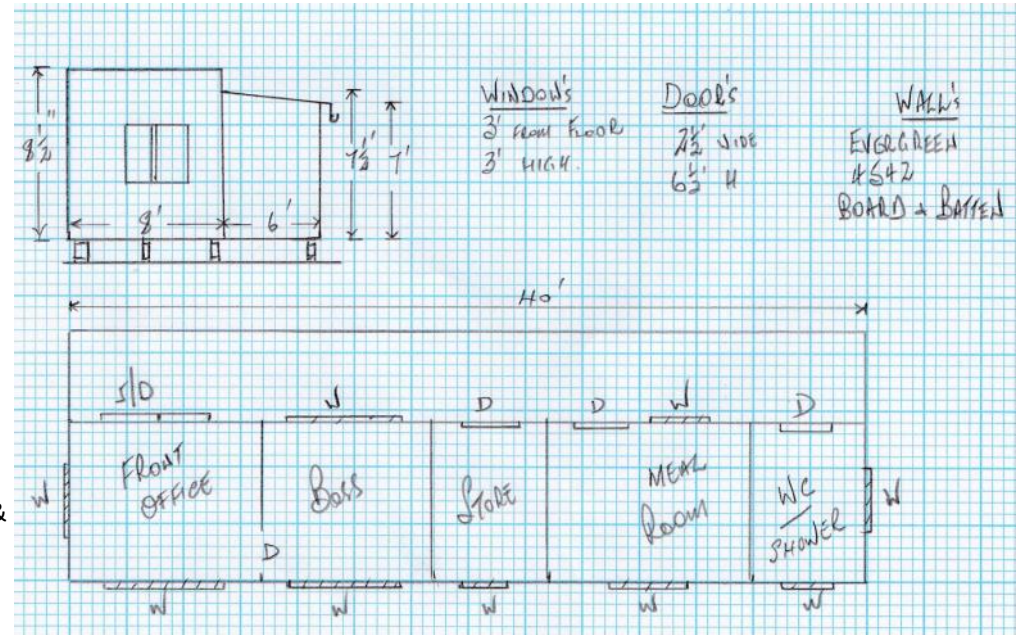 8½"
8'
6'
7½'
7'
WINDOW's
3' FROM FLOOR
3' HIGH.
DOOR's
2½' WIDE
6½' H
WALL's
EVERGREEN
4542
BOARD & BATTEN
40'
S/D
W
D
D
W
D
FRONT
OFFICE
BOSS
STORE
MEAL
ROOM
WC
/
SHOWER
&
W
W
D
W
W
W
W
W